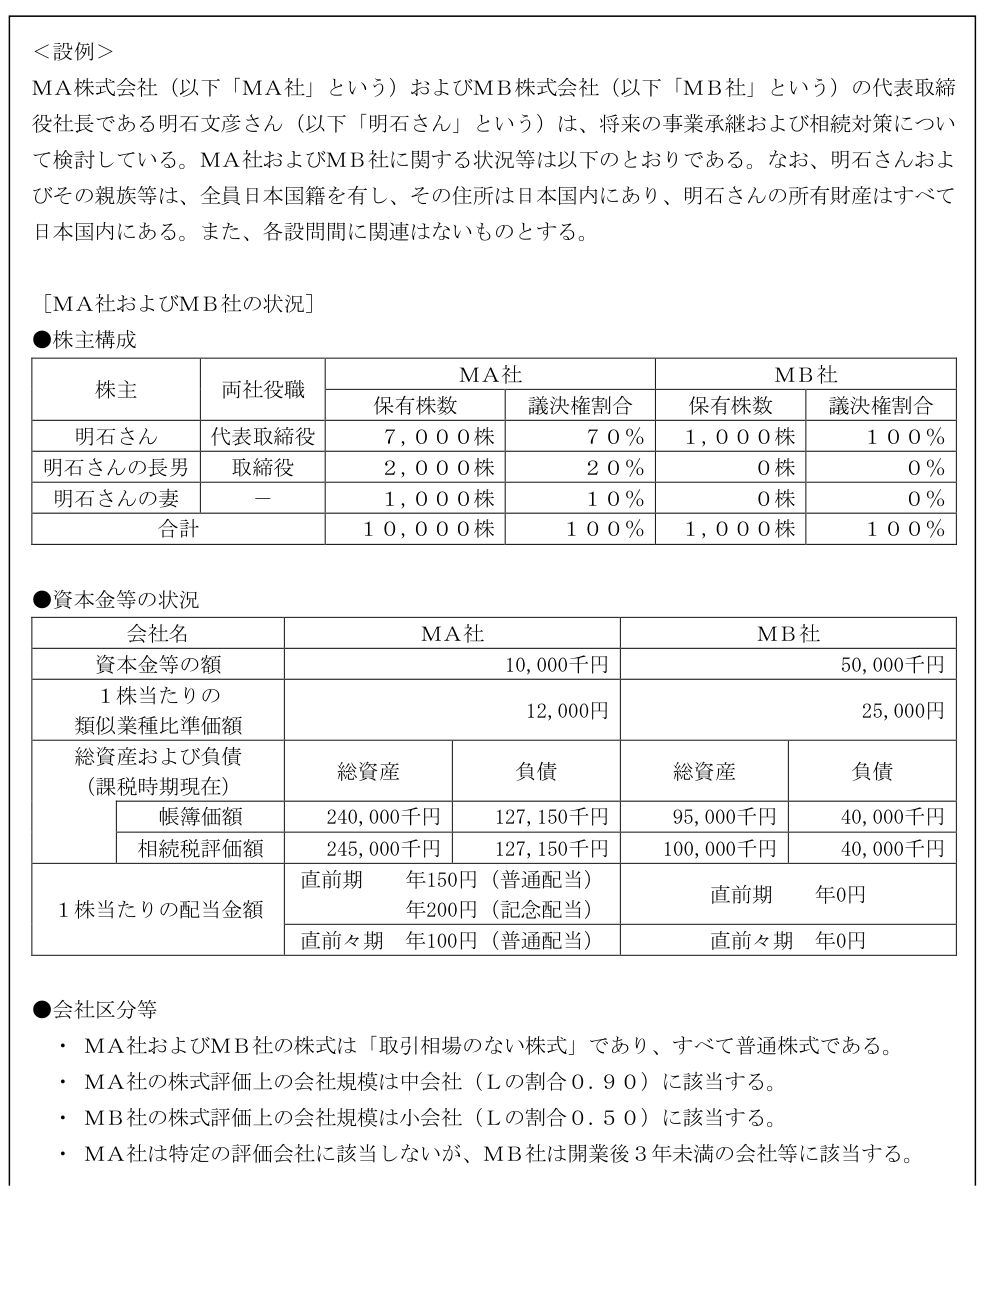 ＜設例＞
ＭＡ株式会社（以下「ＭＡ社」という）およびＭＢ株式会社（以下「ＭＢ社」という）の代表取締
役社長である明石文彦さん（以下「明石さん」という）は、将来の事業承継および相続対策につい
て検討している。ＭＡ社およびＭＢ社に関する状況等は以下のとおりである。なお、明石さんおよ
びその親族等は、全員日本国籍を有し、その住所は日本国内にあり、明石さんの所有財産はすべて
日本国内にある。また、各設問間に関連はないものとする。
［ＭＡ社およびＭＢ社の状況］
●株主構成
株主 両社役職 ＭＡ社 ＭＢ社
保有株数 議決権割合 保有株数 議決権割合
明石さん 代表取締役 ７，０００株 ７０％ １，０００株 １００％
明石さんの長男 取締役 ２，０００株 ２０％ ０株 ０％
明石さんの妻 － １，０００株 １０％ ０株 ０％
合計 １０，０００株 １００％ １，０００株 １００％
●資本金等の状況
会社名 ＭＡ社 ＭＢ社
資本金等の額 10,000千円 50,000千円
１株当たりの
類似業種比準価額 12,000円 25,000円
総資産および負債
（課税時期現在） 総資産 負債 総資産 負債
帳簿価額 240,000千円 127,150千円 95,000千円 40,000千円
相続税評価額 245,000千円 127,150千円 100,000千円 40,000千円
１株当たりの配当金額 直前期 年150円（普通配当） 直前期 年0円
年200円（記念配当）
直前々期 年100円（普通配当） 直前々期 年0円
●会社区分等
・ ＭＡ社およびＭＢ社の株式は「取引相場のない株式」であり、すべて普通株式である。
・ ＭＡ社の株式評価上の会社規模は中会社（Ｌの割合０．９０）に該当する。
・ ＭＢ社の株式評価上の会社規模は小会社（Ｌの割合０．５０）に該当する。
・ ＭＡ社は特定の評価会社に該当しないが、ＭＢ社は開業後３年未満の会社等に該当する。